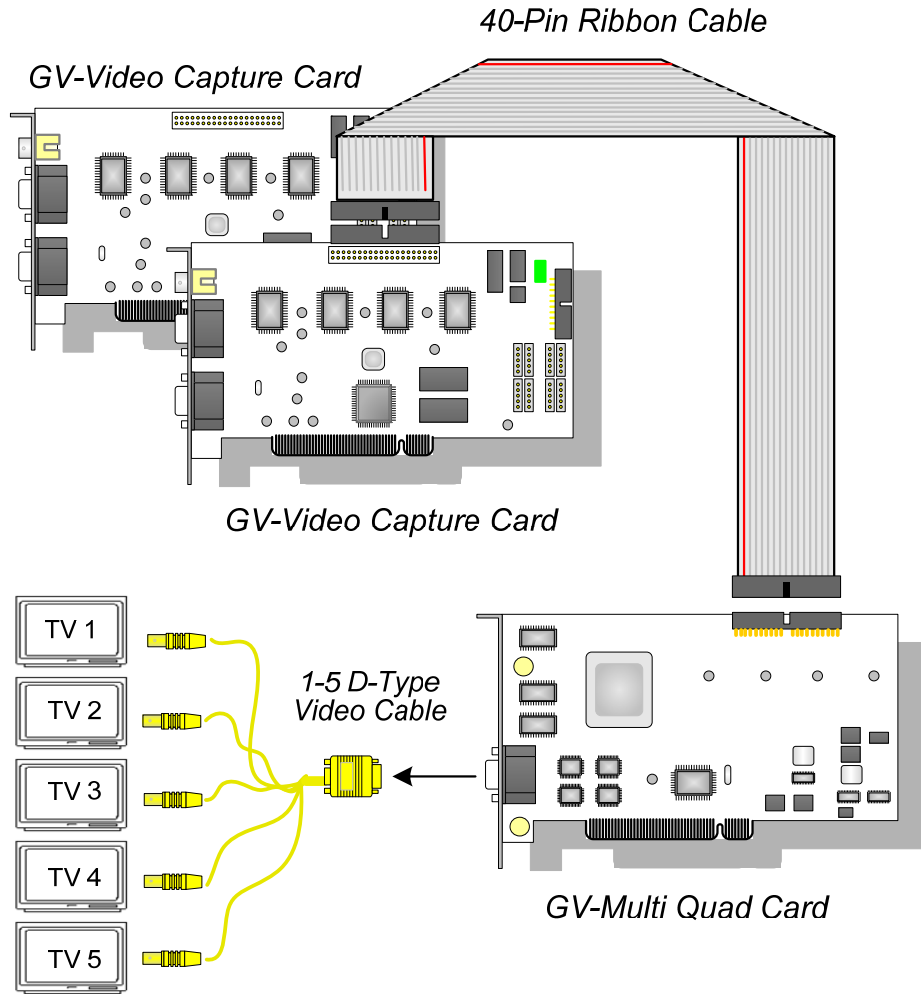 40-Pin Ribbon Cable
GV-Video Capture Card
GV-Video Capture Card
TV 1
TV 2
TV 3
TV 4
TV 5
1-5 D-Type
Video Cable
GV-Multi Quad Card